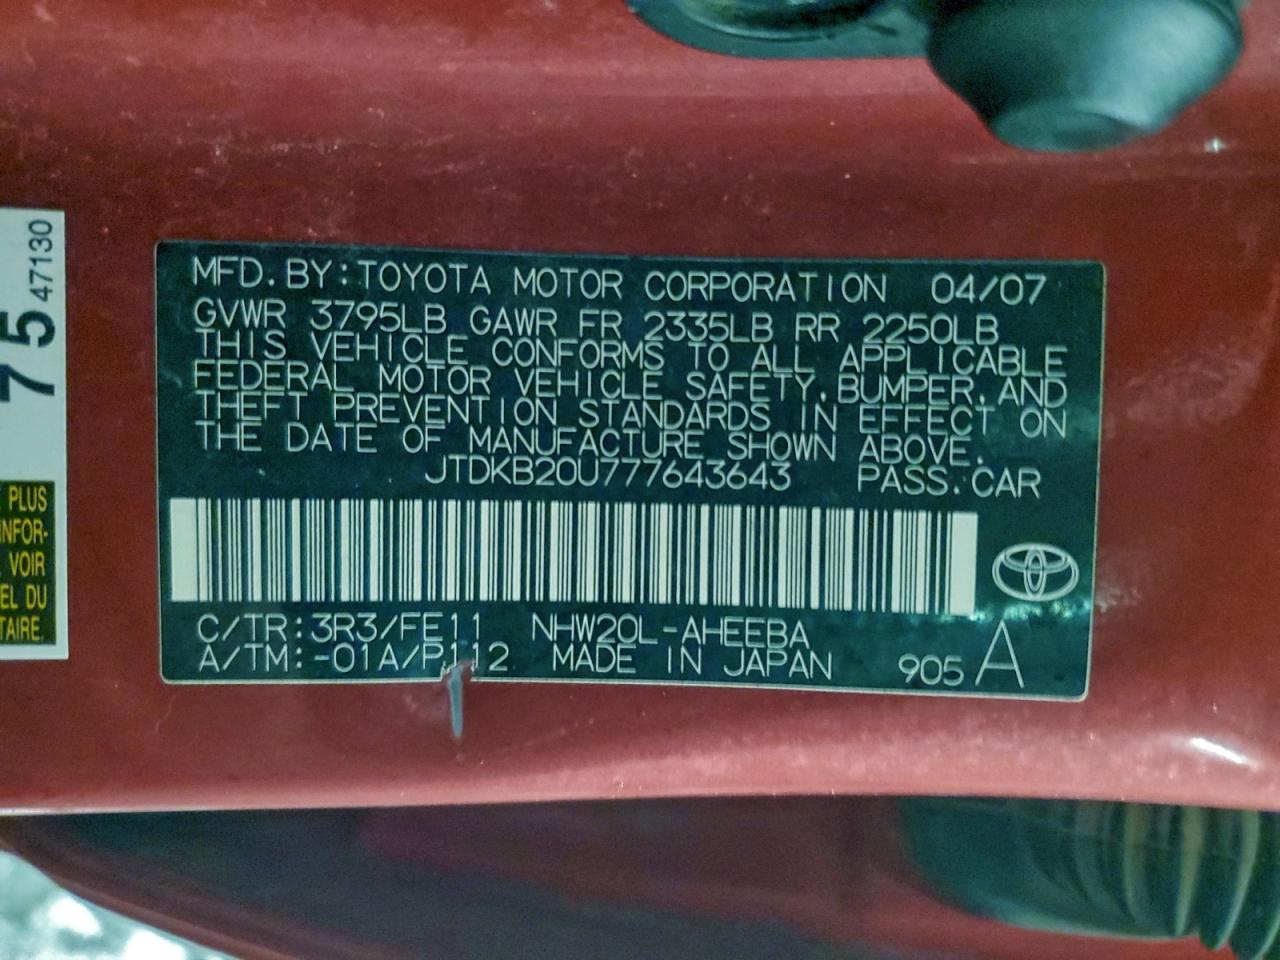 MFD. BY: TOYOTA MOTOR CORPORATION 04/07
GVWR 3795LB GAWR FR 2335LB RR 2250LB
THIS VEHICLE CONFORMS TO ALL APPLICABLE
FEDERAL MOTOR VEHICLE SAFETY, BUMPER, AND
THEFT PREVENTION STANDARDS IN EFFECT ON
THE DATE OF MANUFACTURE SHOWN ABOVE.
JTDKB20U777643643 PASS. CAR
C/TR: 3R3/FE11 NHW20L-AHEEBA
A/TM: -01A/P112 MADE IN JAPAN 905 A
75 47130
PLUS
INFOR-
VOIR
EL DU
TAIRE.